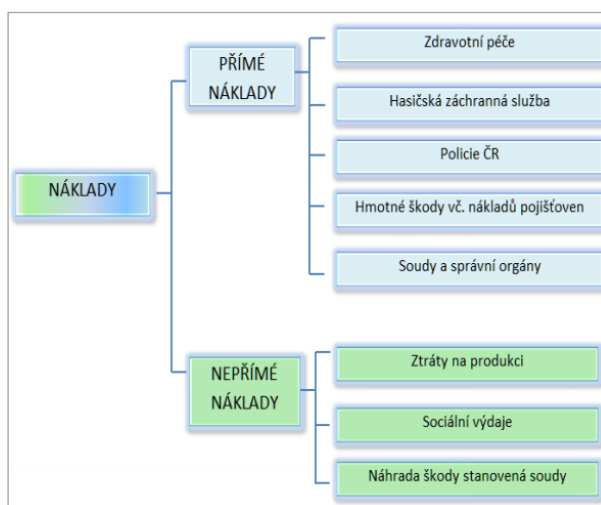 NÁKLADY
PŘÍMÉ
NÁKLADY
Zdravotní péče
Hasičská záchranná služba
Policie ČR
Hmotné škody vč. nákladů pojišťoven
Soudy a správní orgány
NEPŘÍMÉ
NÁKLADY
Ztráty na produkci
Sociální výdaje
Náhrada škody stanovená soudy